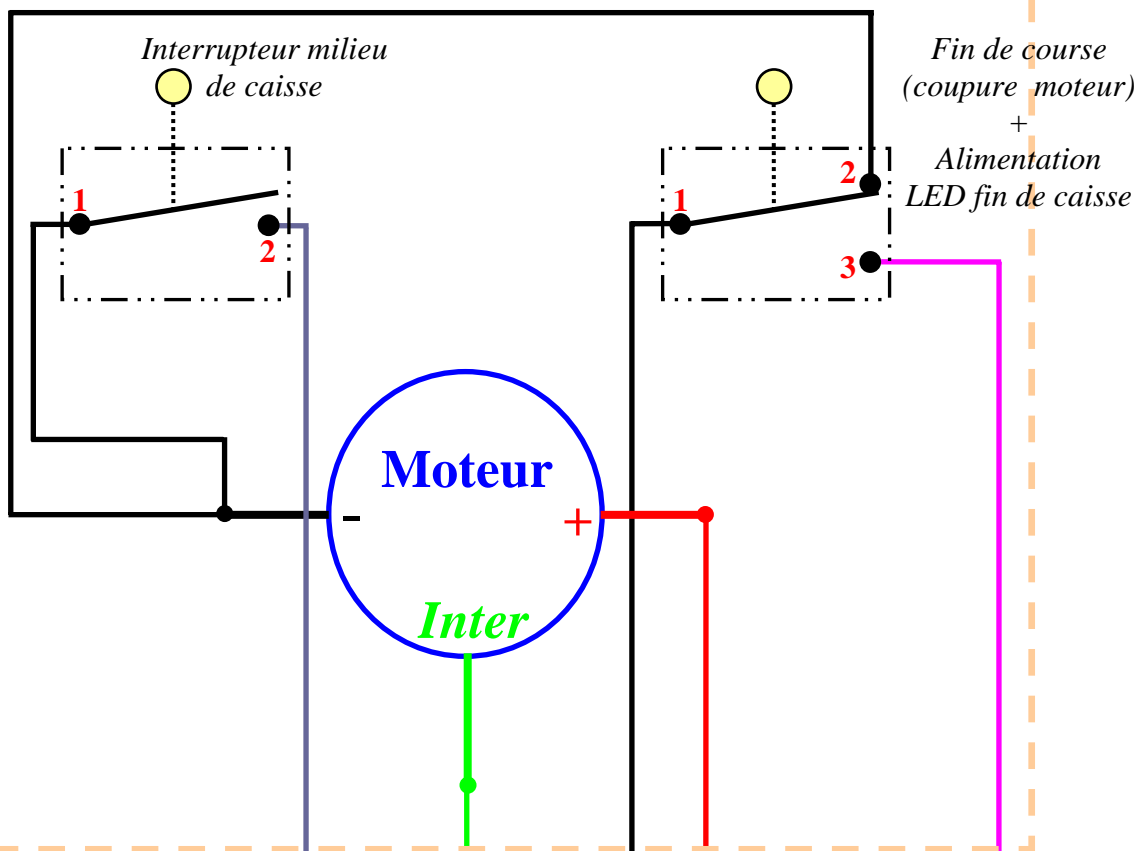 Interrupteur milieu
de caisse
Fin de course
(coupure moteur)
+
Alimentation
LED fin de caisse
1
2
1
2
3
Moteur
- +
Inter